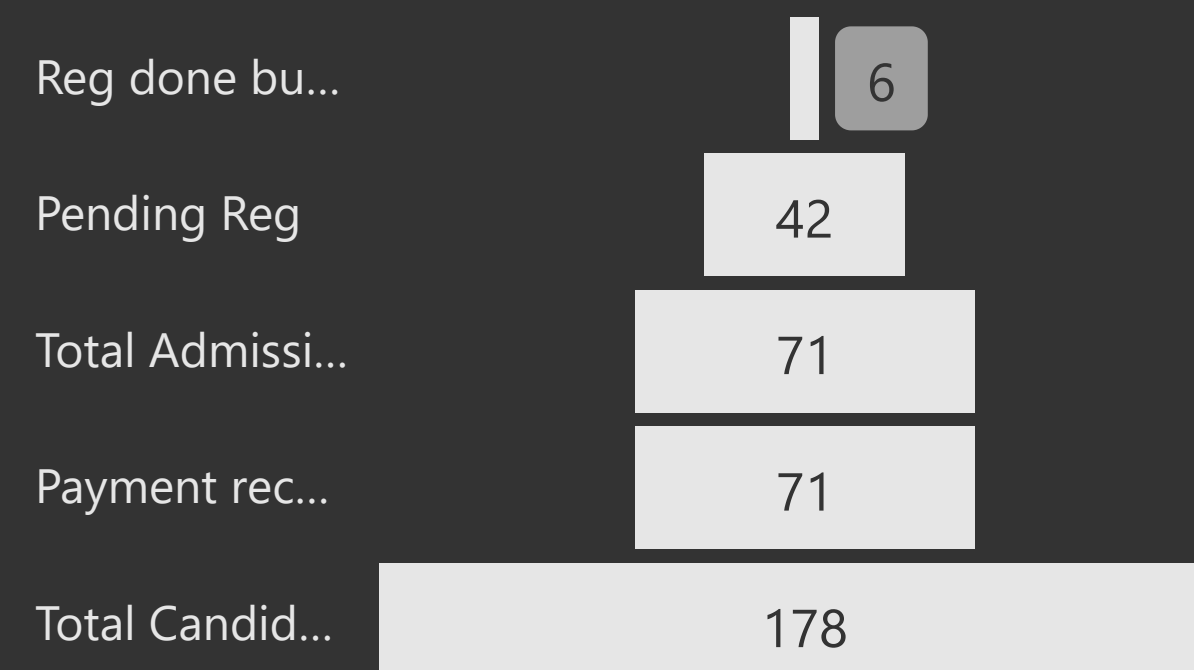 Reg done bu... 6
Pending Reg 42
Total Admissi... 71
Payment rec... 71
Total Candid... 178